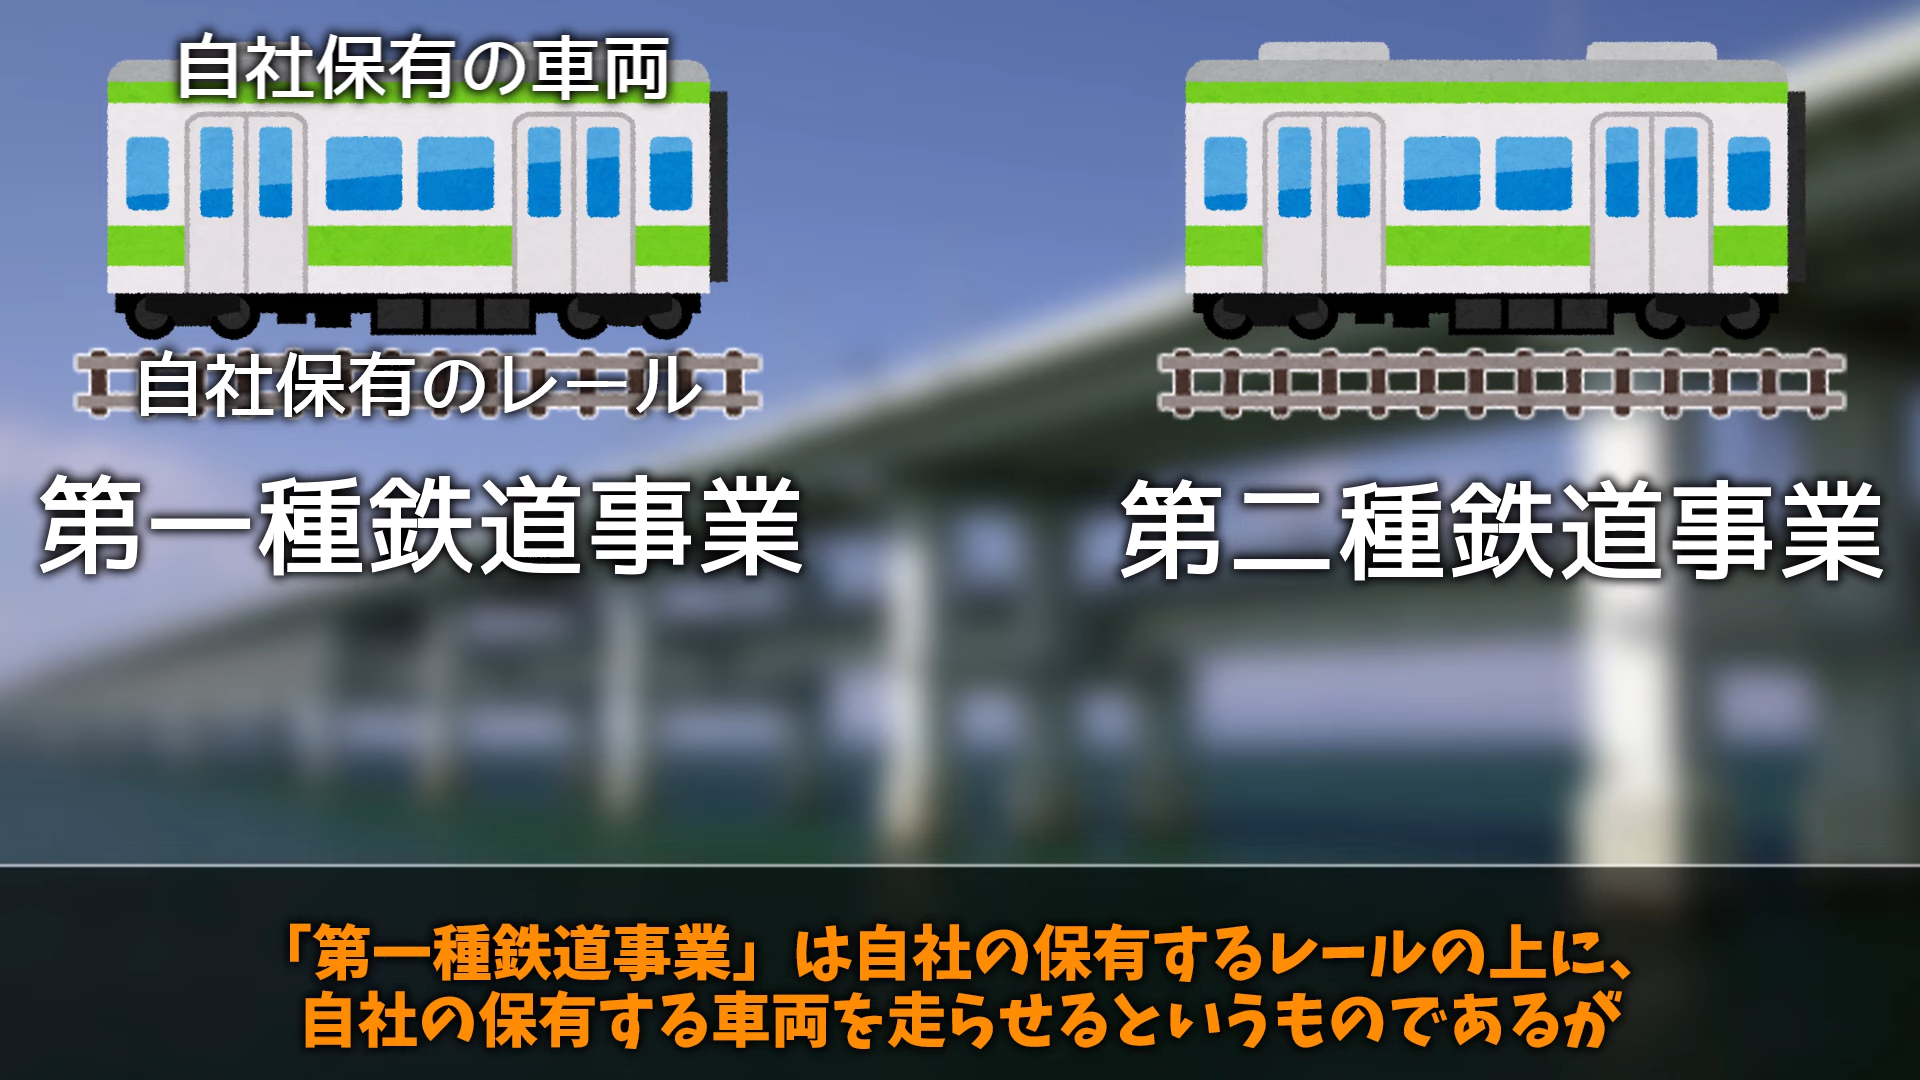 自社保有の車両
自社保有のレール
第一種鉄道事業
第二種鉄道事業
「第一種鉄道事業」は自社の保有するレールの上に、
自社の保有する車両を走らせるというものであるが